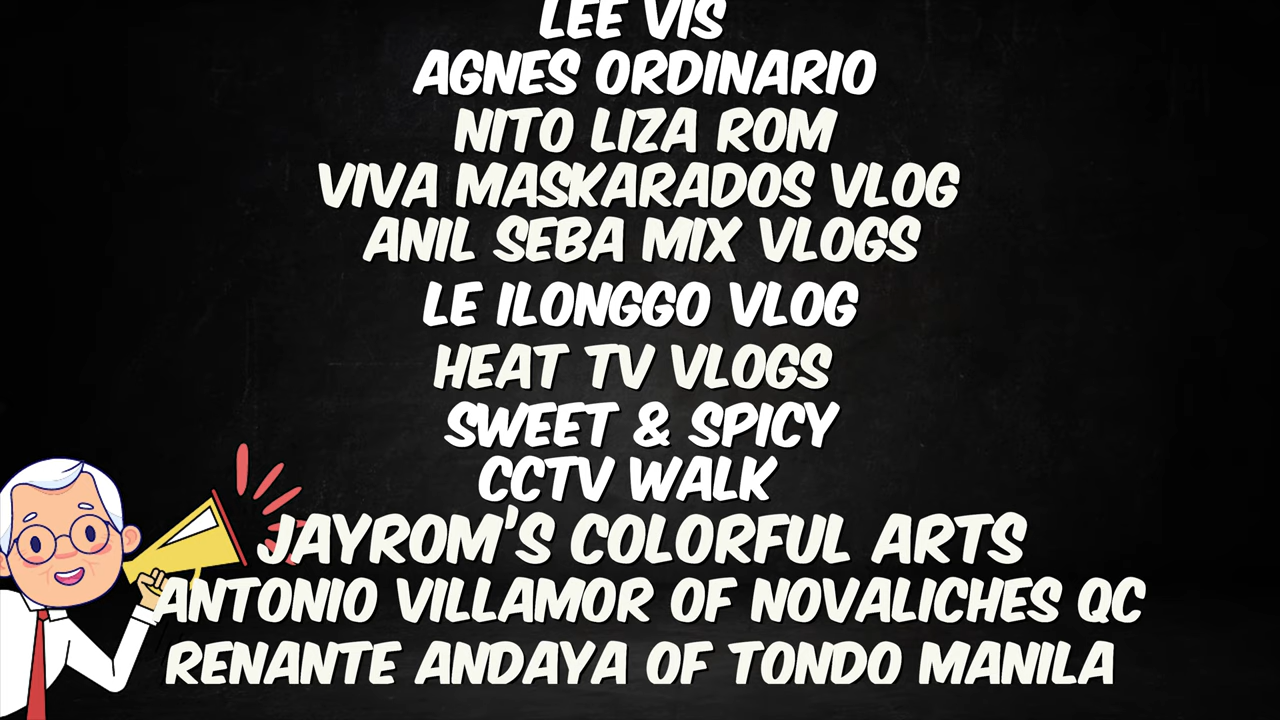 LEE VIS
AGNES ORDINARIO
NITO LIZA ROM
VIVA MASKARADOS VLOG
ANIL SEBA MIX VLOGS
LE ILONGGO VLOG
HEAT TV VLOGS
SWEET & SPICY
CCTV WALK
JAYROM'S COLORFUL ARTS
ANTONIO VILLAMOR OF NOVALICHES QC
RENANTE ANDAYA OF TONDO MANILA